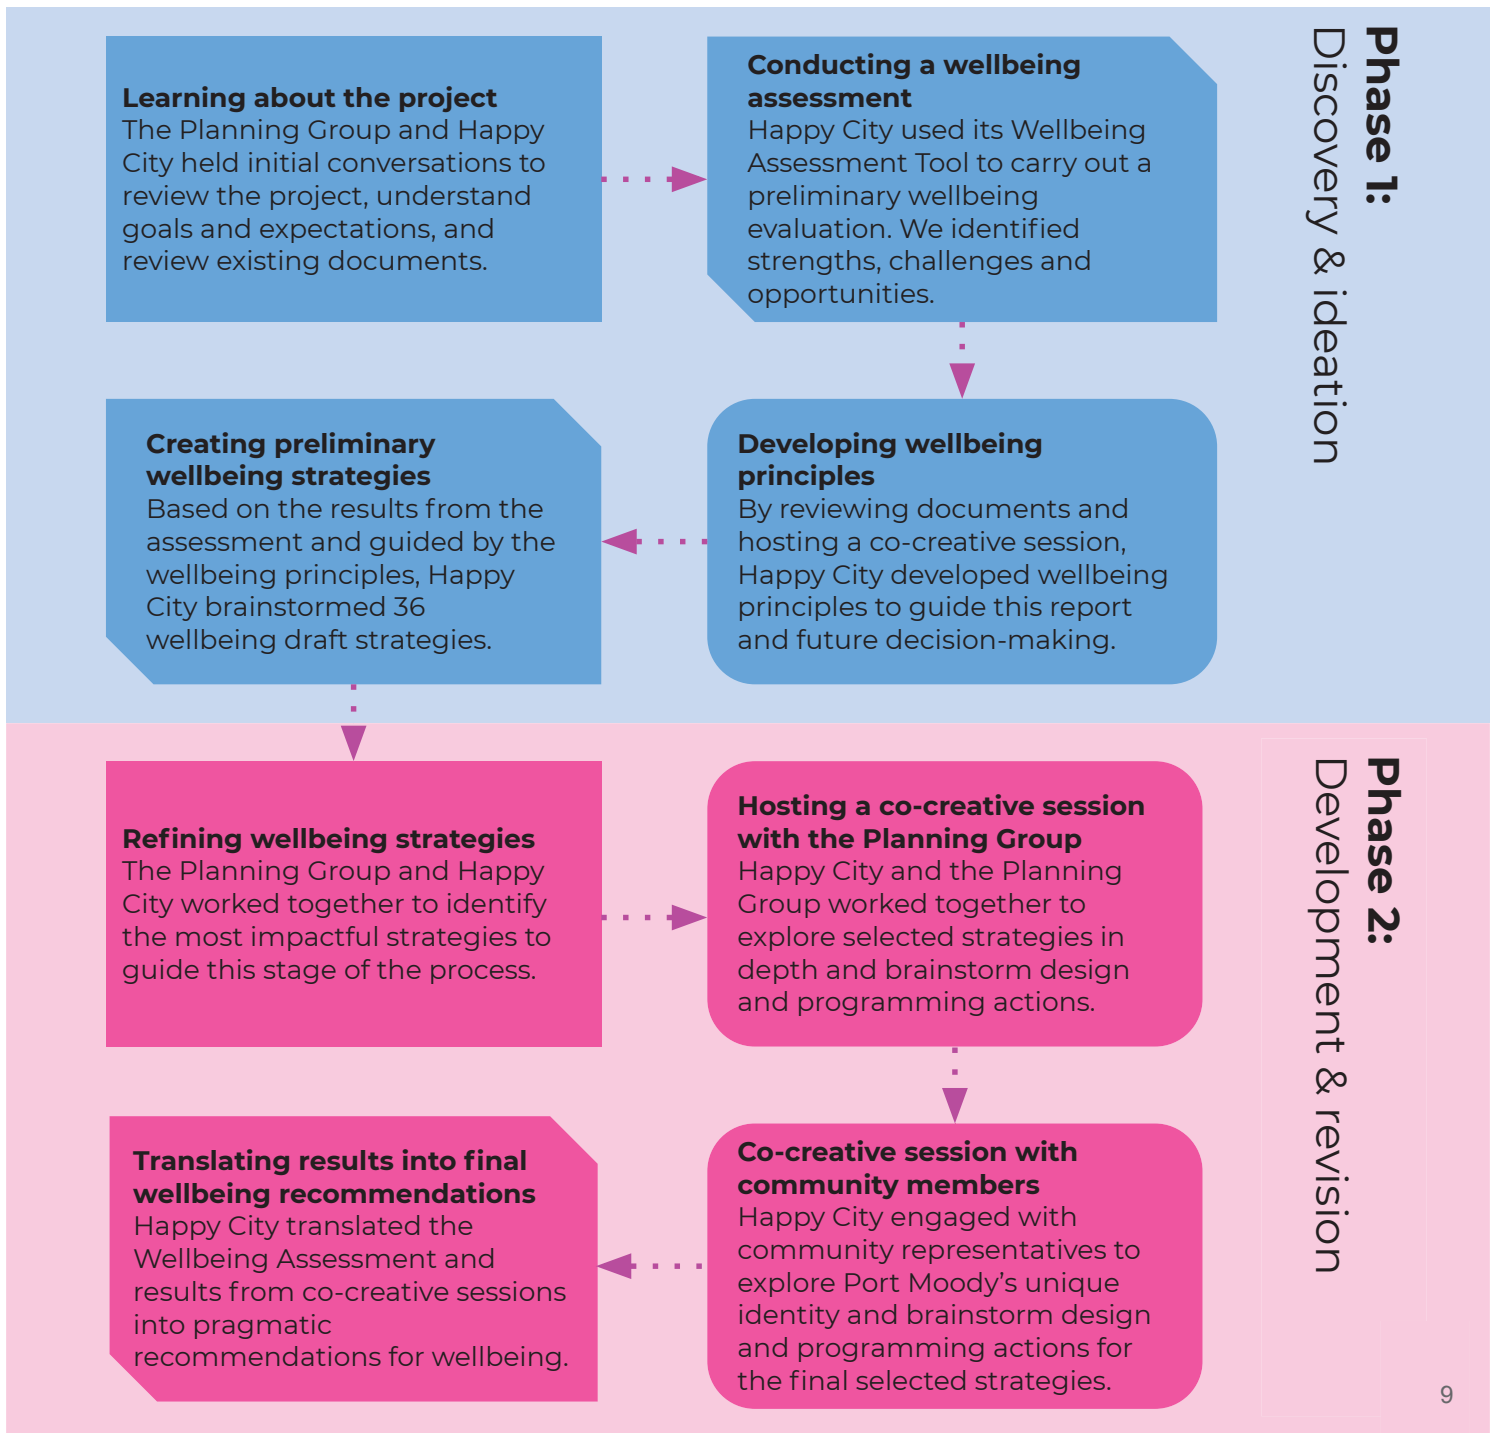 Phase 1:
Discovery & ideation
Learning about the project
The Planning Group and Happy
City held initial conversations to
review the project, understand
goals and expectations, and
review existing documents.
Conducting a wellbeing
assessment
Happy City used its Wellbeing
Assessment Tool to carry out a
preliminary wellbeing
evaluation. We identified
strengths, challenges and
opportunities.
Developing wellbeing
principles
By reviewing documents and
hosting a co-creative session,
Happy City developed wellbeing
principles to guide this report
and future decision-making.
Creating preliminary
wellbeing strategies
Based on the results from the
assessment and guided by the
wellbeing principles, Happy
City brainstormed 36
wellbeing draft strategies.
Phase 2:
Development & revision
Refining wellbeing strategies
The Planning Group and Happy
City worked together to identify
the most impactful strategies to
guide this stage of the process.
Hosting a co-creative session
with the Planning Group
Happy City and the Planning
Group worked together to
explore selected strategies in
depth and brainstorm design
and programming actions.
Co-creative session with
community members
Happy City engaged with
community representatives to
explore Port Moody’s unique
identity and brainstorm design
and programming actions for
the final selected strategies.
Translating results into final
wellbeing recommendations
Happy City translated the
Wellbeing Assessment and
results from co-creative sessions
into pragmatic
recommendations for wellbeing.
9